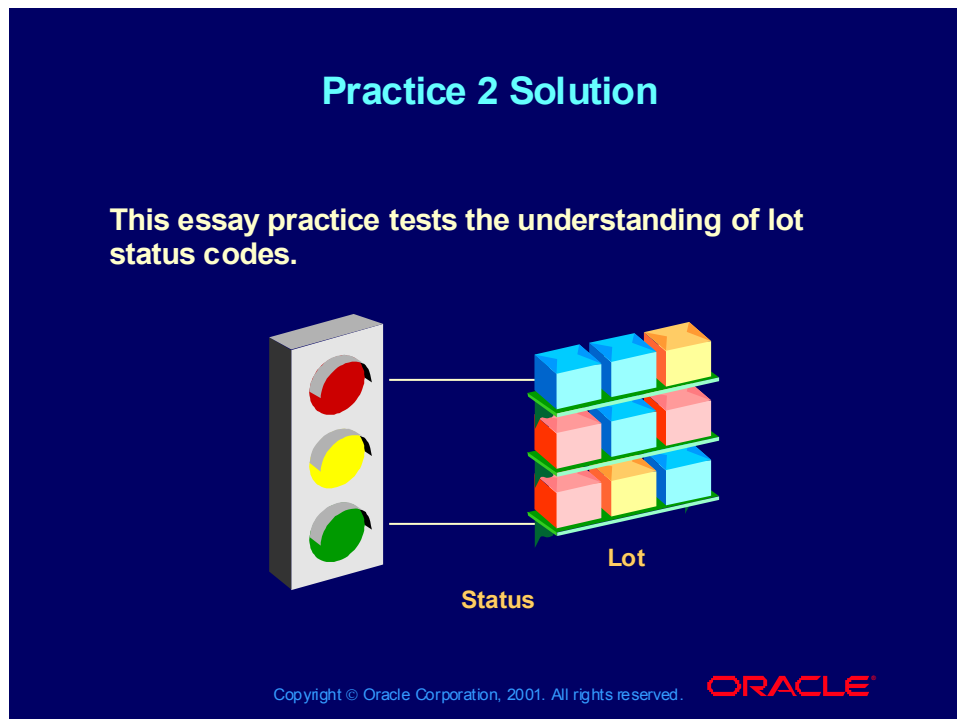 Practice 2 Solution
This essay practice tests the understanding of lot
status codes.
Lot
Status
Copyright © Oracle Corporation, 2001. All rights reserved.
ORACLE®